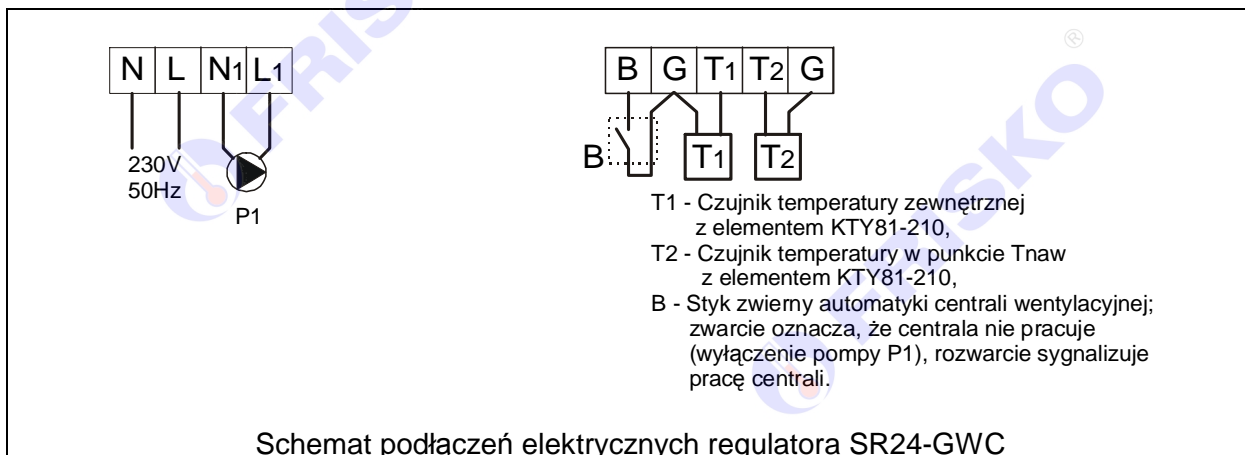 FRISKO
®
FRISKO
N L N1 L1
230V
50Hz
P1
B G T1 T2 G
B
T1 T2
T1 - Czujnik temperatury zewnętrznej
z elementem KTY81-210,
T2 - Czujnik temperatury w punkcie Tnaw
z elementem KTY81-210,
B - Styk zwierny automatyki centrali wentylacyjnej;
zwarcie oznacza, że centrala nie pracuje
(wyłączenie pompy P1), rozwarcie sygnalizuje
pracę centrali.
Schemat podłączeń elektrycznych regulatora SR24-GWC